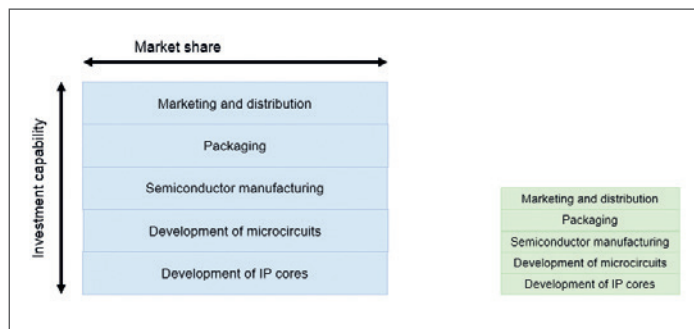 Market share
Investment capability
Marketing and distribution
Packaging
Semiconductor manufacturing
Development of microcircuits
Development of IP cores
Marketing and distribution
Packaging
Semiconductor manufacturing
Development of microcircuits
Development of IP cores